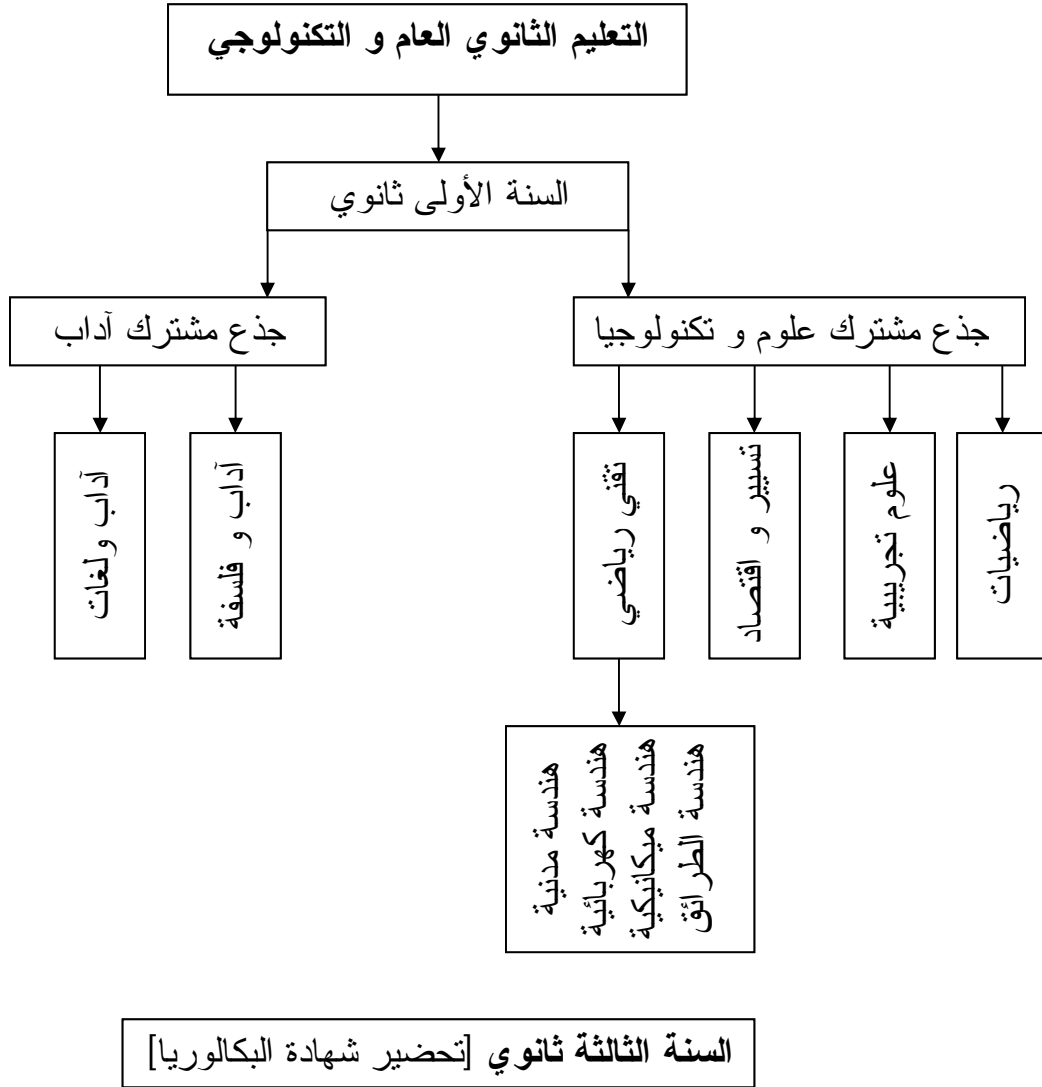 التعليم الثانوي العام و التكنولوجي
السنة الأولى ثانوي
جذع مشترك علوم و تكنولوجيا
جذع مشترك آداب
رياضيات
علوم تجريبية
تسيير و اقتصاد
تقني رياضي
آداب و فلسفة
آداب ولغات
هندسة مدنية
هندسة كهربائية
هندسة ميكانيكية
هندسة الطرائق
السنة الثالثة ثانوي [تحضير شهادة البكالوريا]